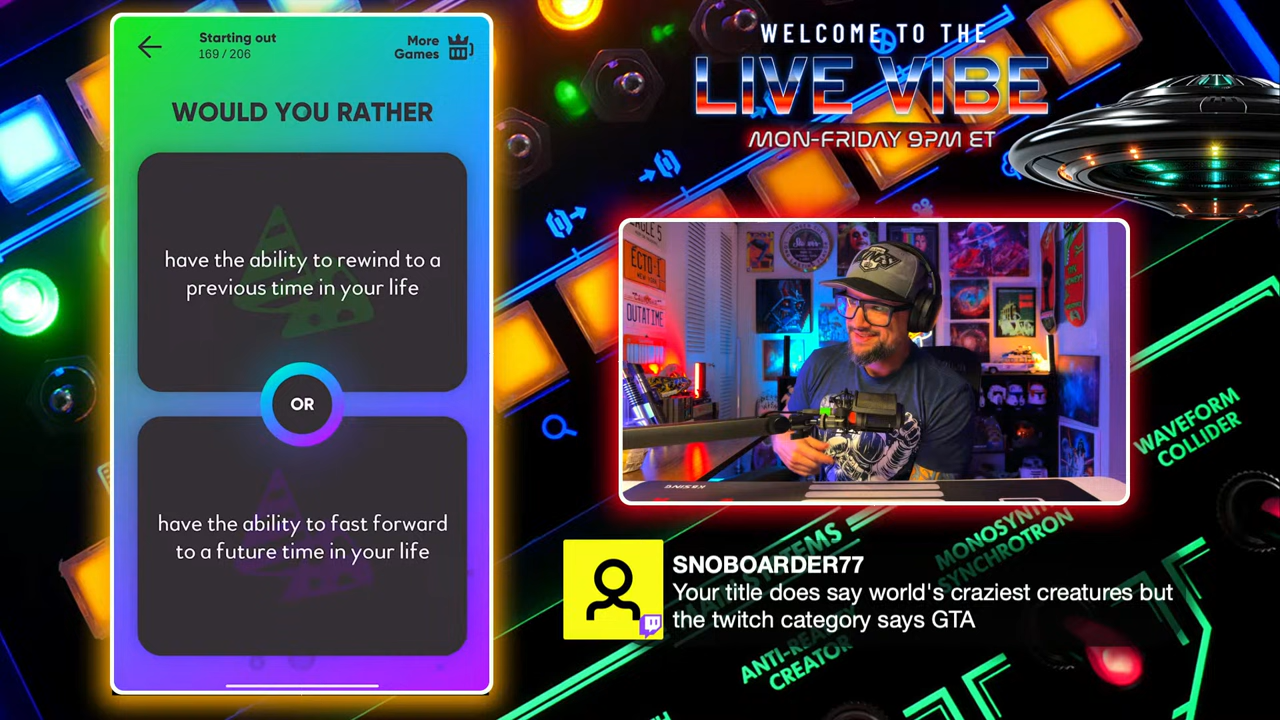 Starting out
169 / 206
More
Games
WOULD YOU RATHER
have the ability to rewind to a
previous time in your life
OR
have the ability to fast forward
to a future time in your life
WELCOME TO THE
LIVE VIBE
MON-FRIDAY 9PM ET
ECTO-1
OUTATIME
KINGS
SNOBOARDER77
Your title does say world's craziest creatures but
the twitch category says GTA
WAVEFORM
COLLIDER
MONOSYNTH
SYNCHROTRON
CREATOR